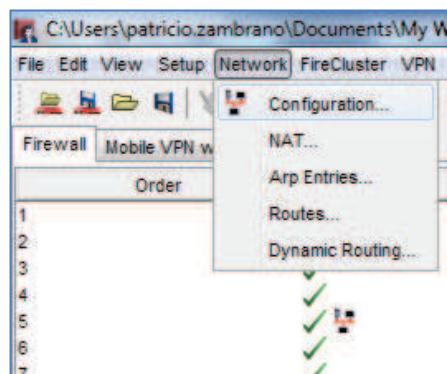 C:\Users\patricio.zambrano\Documents\My W
File Edit View Setup Network FireCluster VPN
Configuration...
NAT...
Arp Entries...
Routes...
Dynamic Routing...
Firewall Mobile VPN w
Order
1
2
3
4
5
6
7